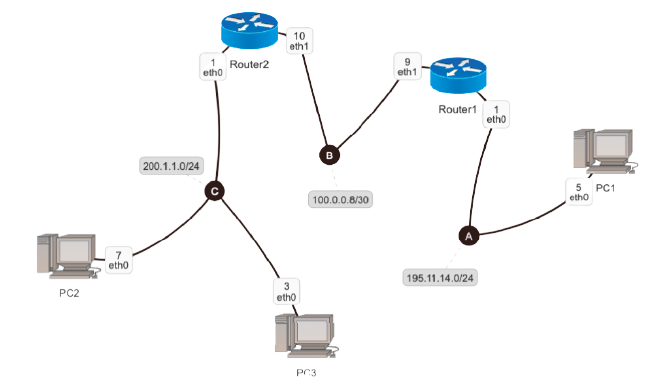 10
eth1
1
eth0
Router2
9
eth1
Router1
1
eth0
B
200.1.1.0/24
C
100.0.0.8/30
5
eth0
PC1
A
7
eth0
195.11.14.0/24
PC2
3
eth0
PC3